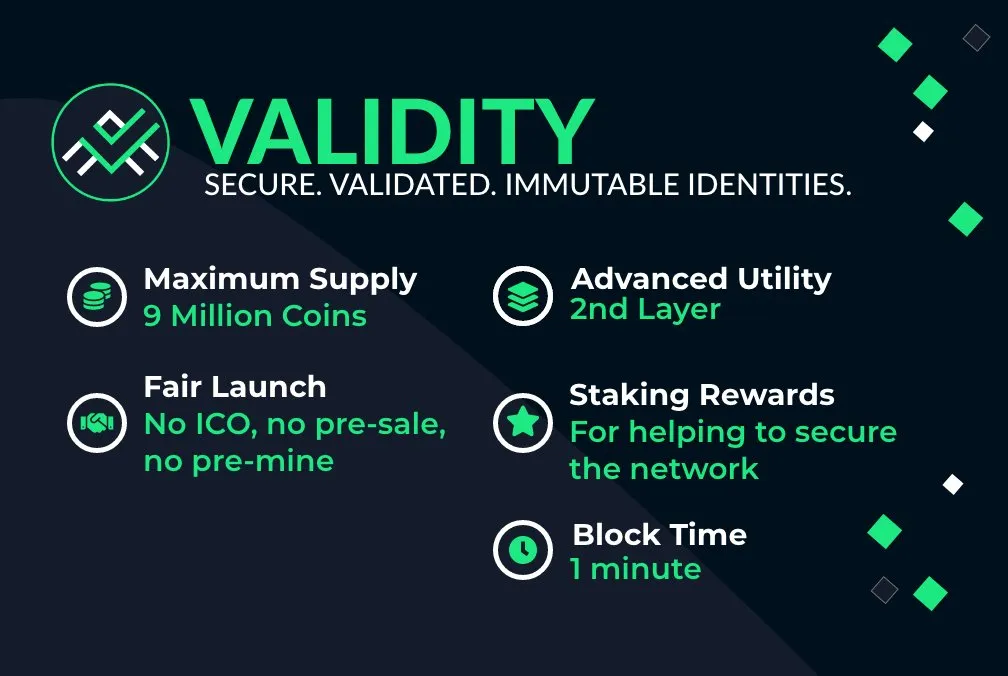 VALIDITY
SECURE. VALIDATED. IMMUTABLE IDENTITIES.
Maximum Supply
9 Million Coins
Fair Launch
No ICO, no pre-sale,
no pre-mine
Advanced Utility
2nd Layer
Staking Rewards
For helping to secure
the network
Block Time
1 minute